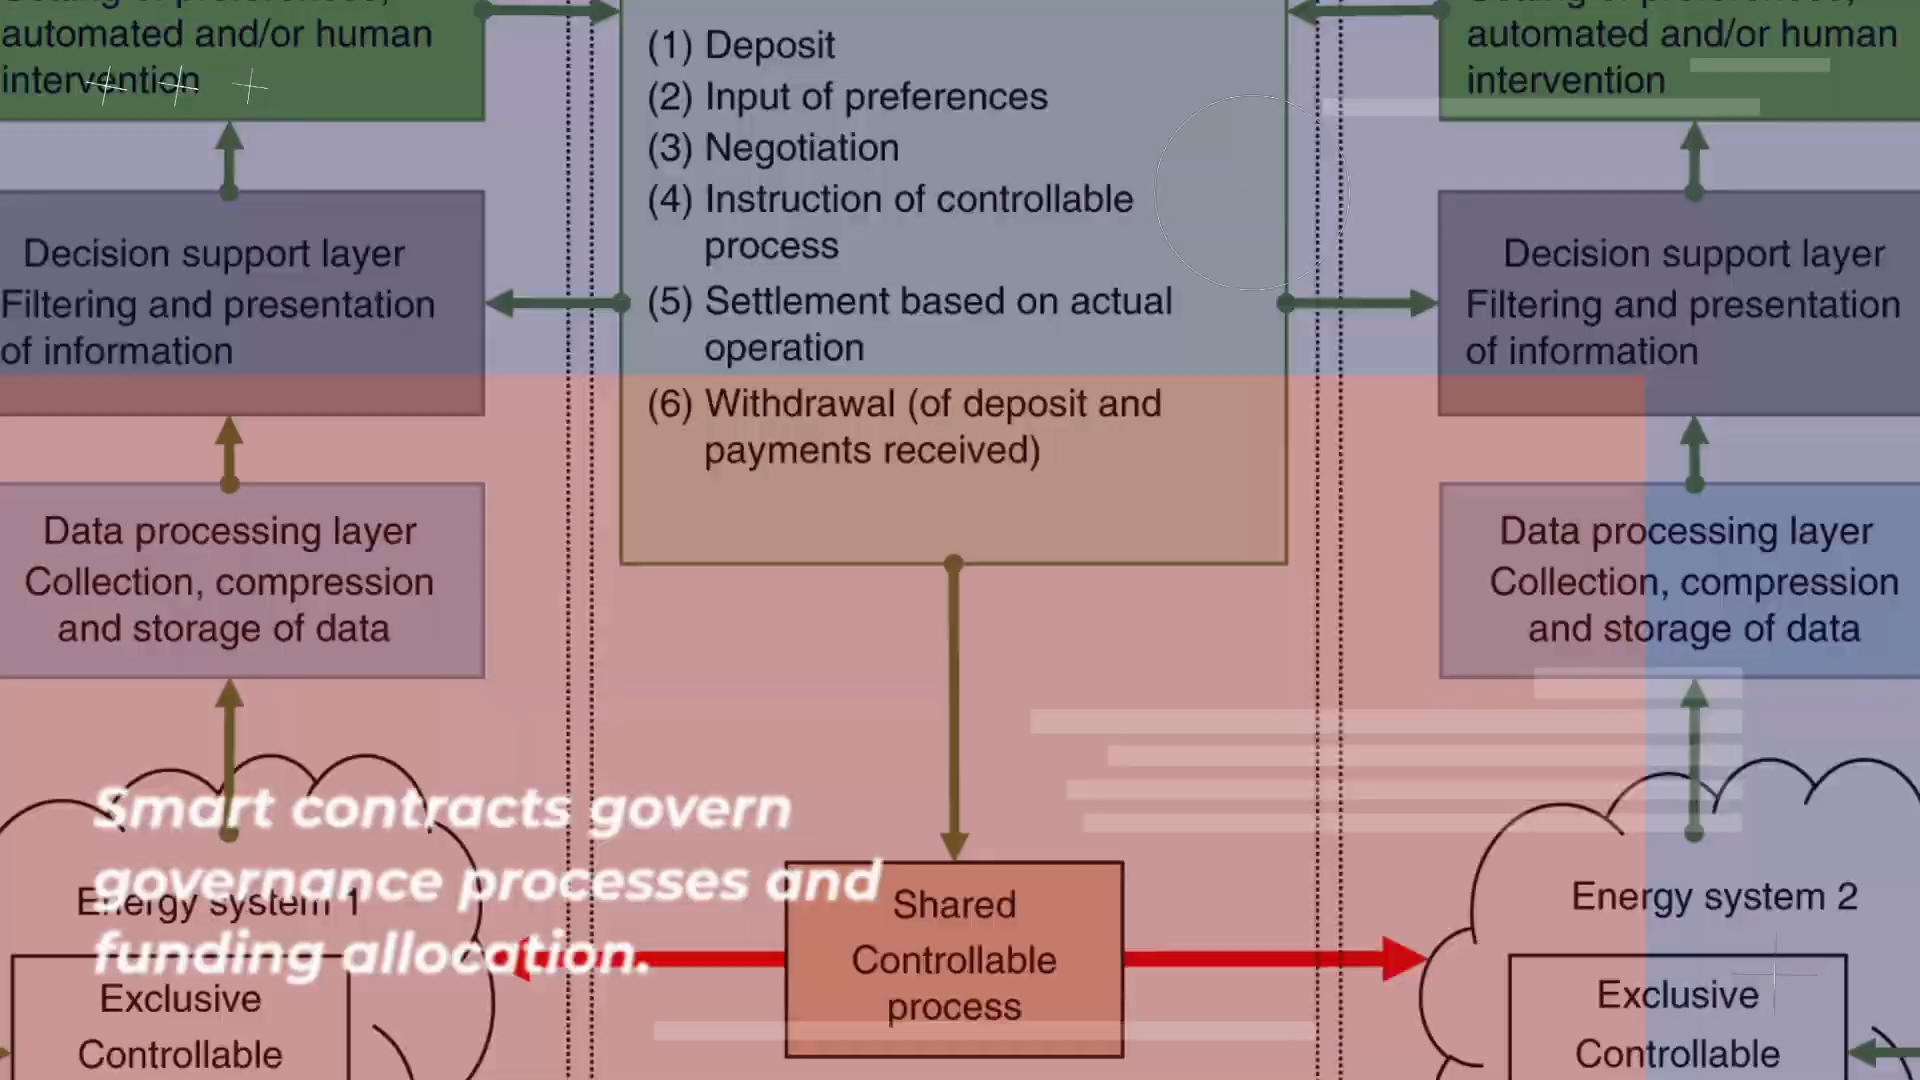 automated and/or human
intervention
(1) Deposit
(2) Input of preferences
(3) Negotiation
(4) Instruction of controllable
process
(5) Settlement based on actual
operation
(6) Withdrawal (of deposit and
payments received)
automated and/or human
intervention
Decision support layer
Filtering and presentation
of information
Decision support layer
Filtering and presentation
of information
Data processing layer
Collection, compression
and storage of data
Data processing layer
Collection, compression
and storage of data
Smart contracts govern
governance processes and
funding allocation.
Energy system 1
Exclusive
Controllable
Shared
Controllable
process
Energy system 2
Exclusive
Controllable